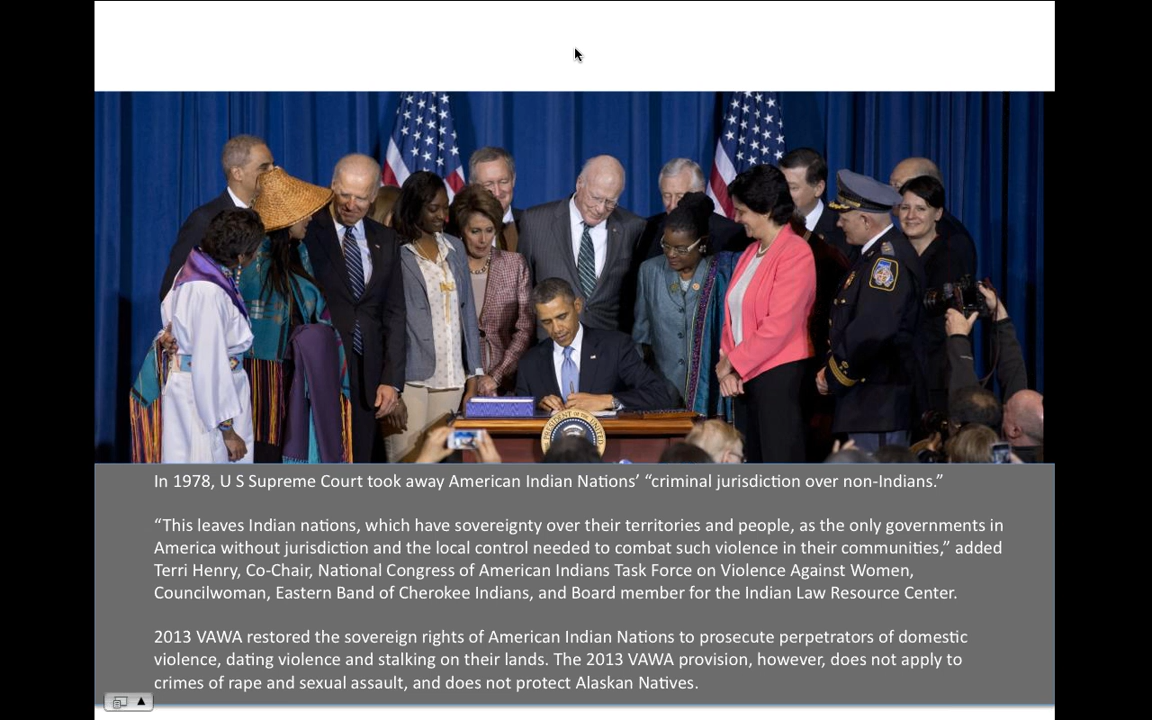 In 1978, U S Supreme Court took away American Indian Nations’ “criminal jurisdiction over non-Indians.”
“This leaves Indian nations, which have sovereignty over their territories and people, as the only governments in
America without jurisdiction and the local control needed to combat such violence in their communities,” added
Terri Henry, Co-Chair, National Congress of American Indians Task Force on Violence Against Women,
Councilwoman, Eastern Band of Cherokee Indians, and Board member for the Indian Law Resource Center.
2013 VAWA restored the sovereign rights of American Indian Nations to prosecute perpetrators of domestic
violence, dating violence and stalking on their lands. The 2013 VAWA provision, however, does not apply to
crimes of rape and sexual assault, and does not protect Alaskan Natives.